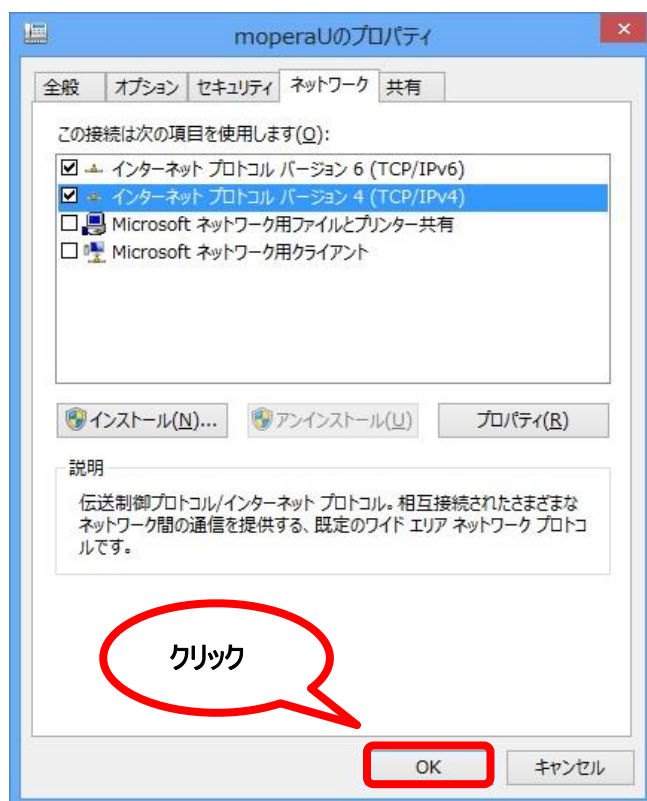 moperaUのプロパティ
全般 オプション セキュリティ ネットワーク 共有
この接続は次の項目を使用します(O):
インターネット プロトコル バージョン 6 (TCP/IPv6)
インターネット プロトコル バージョン 4 (TCP/IPv4)
Microsoft ネットワーク用ファイルとプリンター共有
Microsoft ネットワーク用クライアント
インストール(N)... アンインストール(U) プロパティ(R)
説明
伝送制御プロトコル/インターネット プロトコル。相互接続されたさまざまな
ネットワーク間の通信を提供する、既定のワイド エリア ネットワーク プロトコ
ルです。
クリック
OK キャンセル